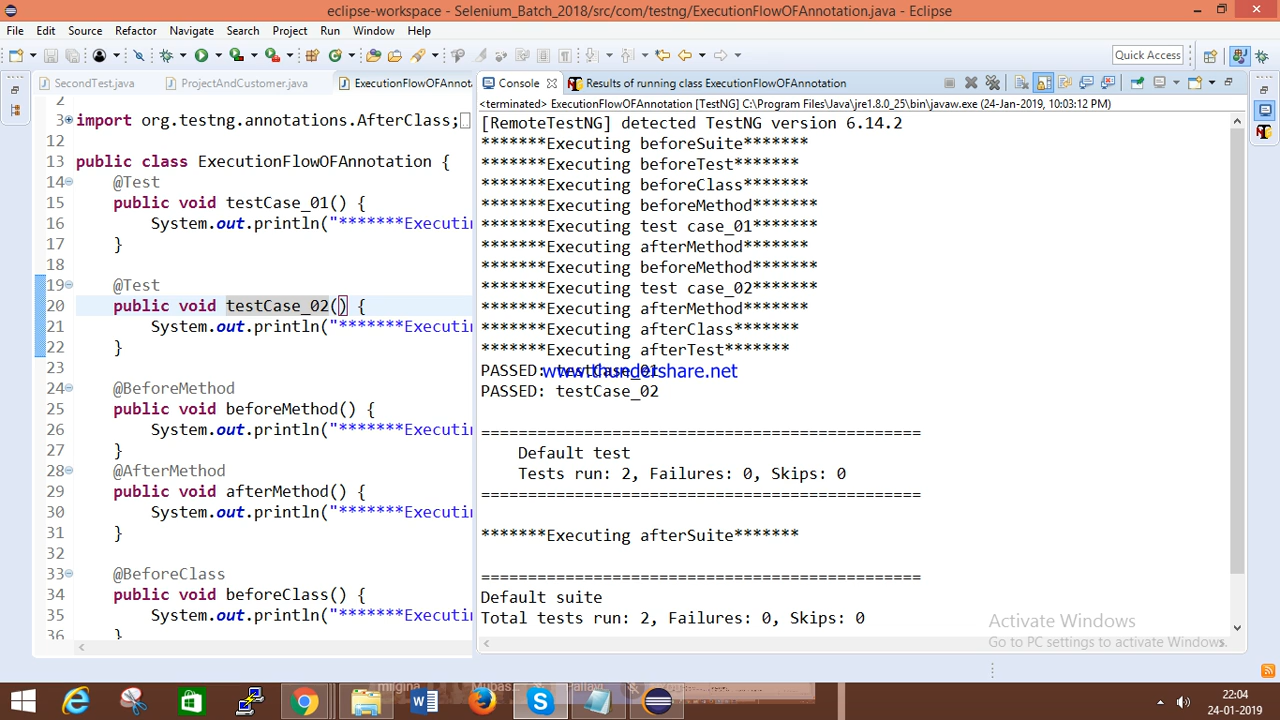 eclipse-workspace - Selenium_Batch_2018/src/com/testng/ExecutionFlowOFAnnotation.java - Eclipse
File Edit Source Refactor Navigate Search Project Run Window Help
Quick Access
SecondTest.java ProjectAndCustomer.java ExecutionFlowOFAnnot
2
3 import org.testng.annotations.AfterClass;
12
13 public class ExecutionFlowOFAnnotation {
14 @Test
15 public void testCase_01() {
16 System.out.println("*******Executin
17 }
18
19 @Test
20 public void testCase_02() {
21 System.out.println("*******Executin
22 }
23
24 @BeforeMethod
25 public void beforeMethod() {
26 System.out.println("*******Executin
27 }
28 @AfterMethod
29 public void afterMethod() {
30 System.out.println("*******Executin
31 }
32
33 @BeforeClass
34 public void beforeClass() {
35 System.out.println("*******Executin
36 }
Console Results of running class ExecutionFlowOFAnnotation
<terminated> ExecutionFlowOFAnnotation [TestNG] C:\Program Files\Java\jre1.8.0_25\bin\javaw.exe (24-Jan-2019, 10:03:12 PM)
[RemoteTestNG] detected TestNG version 6.14.2
*******Executing beforeSuite*******
*******Executing beforeTest*******
*******Executing beforeClass*******
*******Executing beforeMethod*******
*******Executing test case_01*******
*******Executing afterMethod*******
*******Executing beforeMethod*******
*******Executing test case_02*******
*******Executing afterMethod*******
*******Executing afterClass*******
*******Executing afterTest*******
PASSED: testCase_01
www.thundershare.net
PASSED: testCase_02
===============================================
Default test
Tests run: 2, Failures: 0, Skips: 0
===============================================
*******Executing afterSuite*******
===============================================
Default suite
Total tests run: 2, Failures: 0, Skips: 0
Activate Windows
Go to PC settings to activate Windows.
22:04
24-01-2019